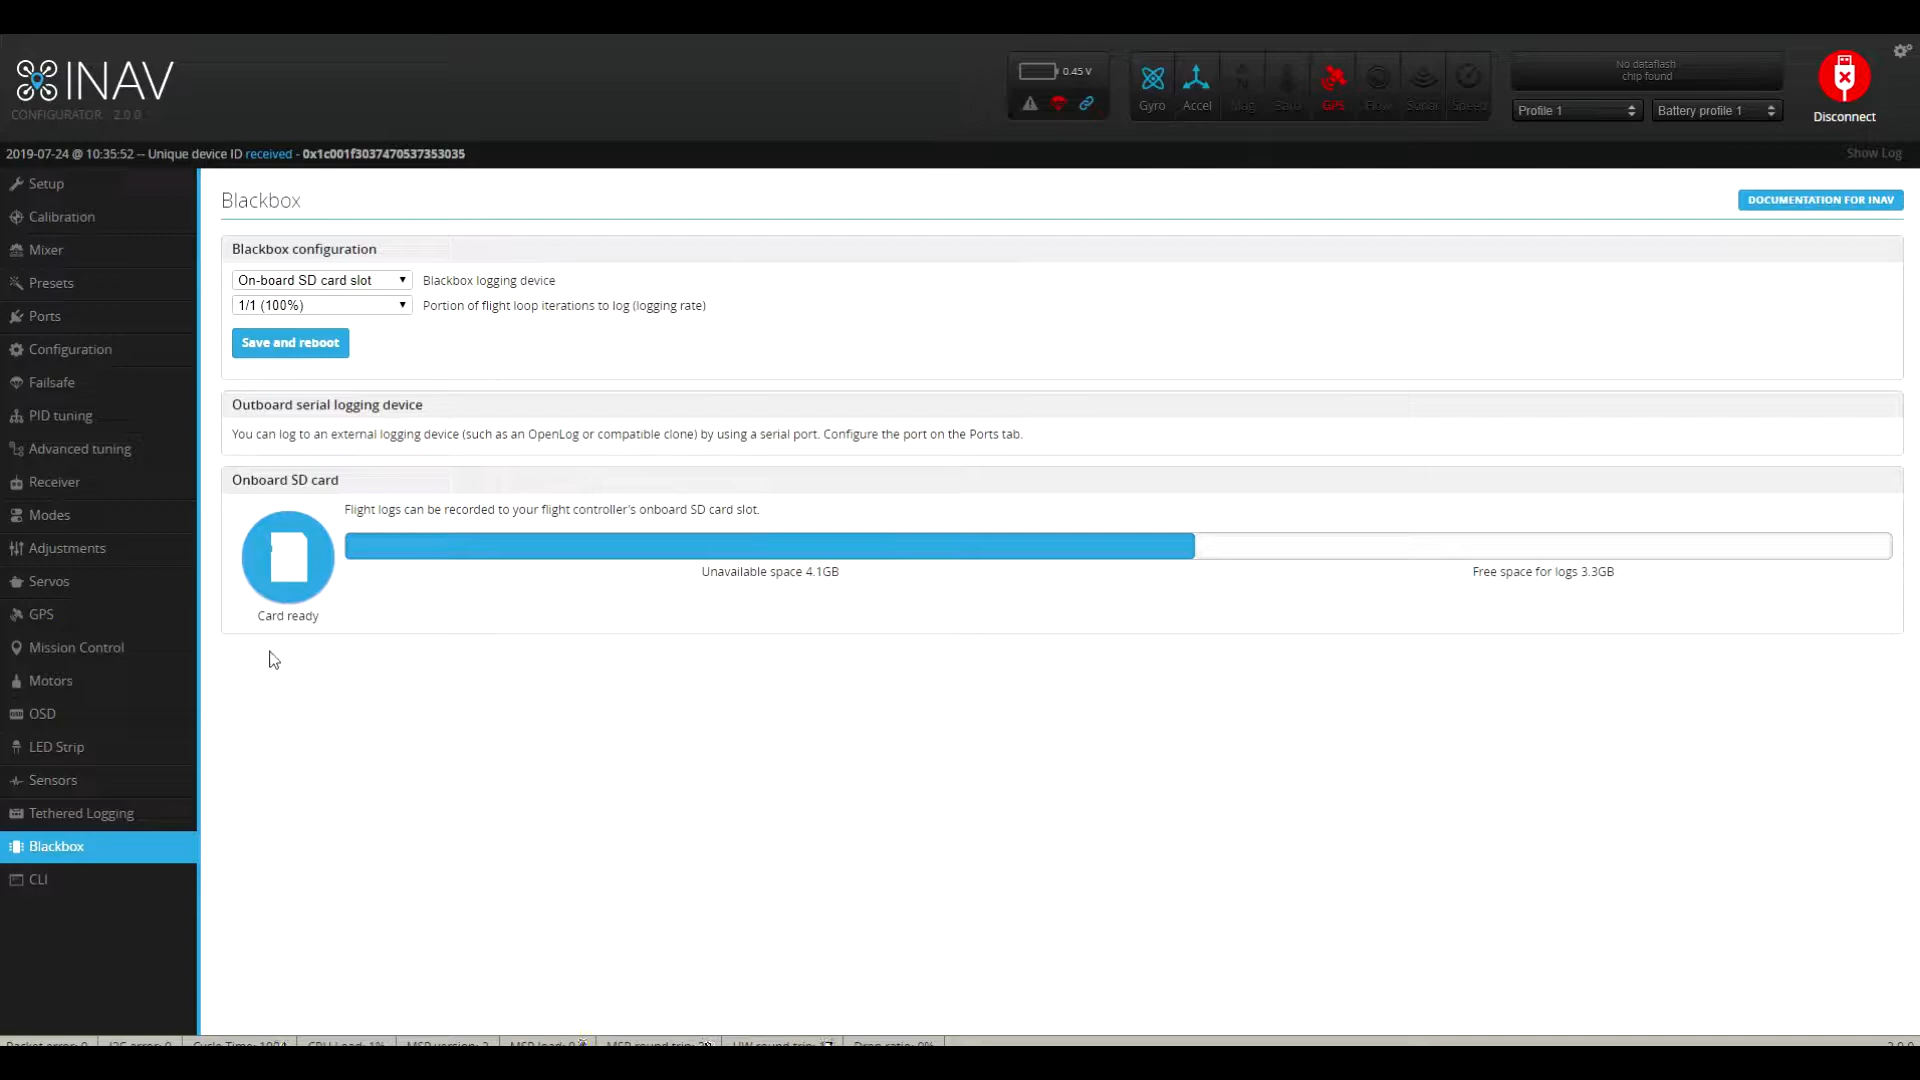 INAV
CONFIGURATOR 2.0.0
0.45 V
Gyro
Accel
Mag
Baro
GPS
Flow
Sonar
Speed
No dataflash
chip found
Profile 1
Battery profile 1
Disconnect
2019-07-24 @ 10:35:52 -- Unique device ID received - 0x1c001f3037470537353035
Show Log
Setup
Calibration
Mixer
Presets
Ports
Configuration
Failsafe
PID tuning
Advanced tuning
Receiver
Modes
Adjustments
Servos
GPS
Mission Control
Motors
OSD
LED Strip
Sensors
Tethered Logging
Blackbox
CLI
Blackbox
DOCUMENTATION FOR INAV
Blackbox configuration
On-board SD card slot
Blackbox logging device
1/1 (100%)
Portion of flight loop iterations to log (logging rate)
Save and reboot
Outboard serial logging device
You can log to an external logging device (such as an OpenLog or compatible clone) by using a serial port. Configure the port on the Ports tab.
Onboard SD card
Flight logs can be recorded to your flight controller's onboard SD card slot.
Unavailable space 4.1GB
Free space for logs 3.3GB
Card ready